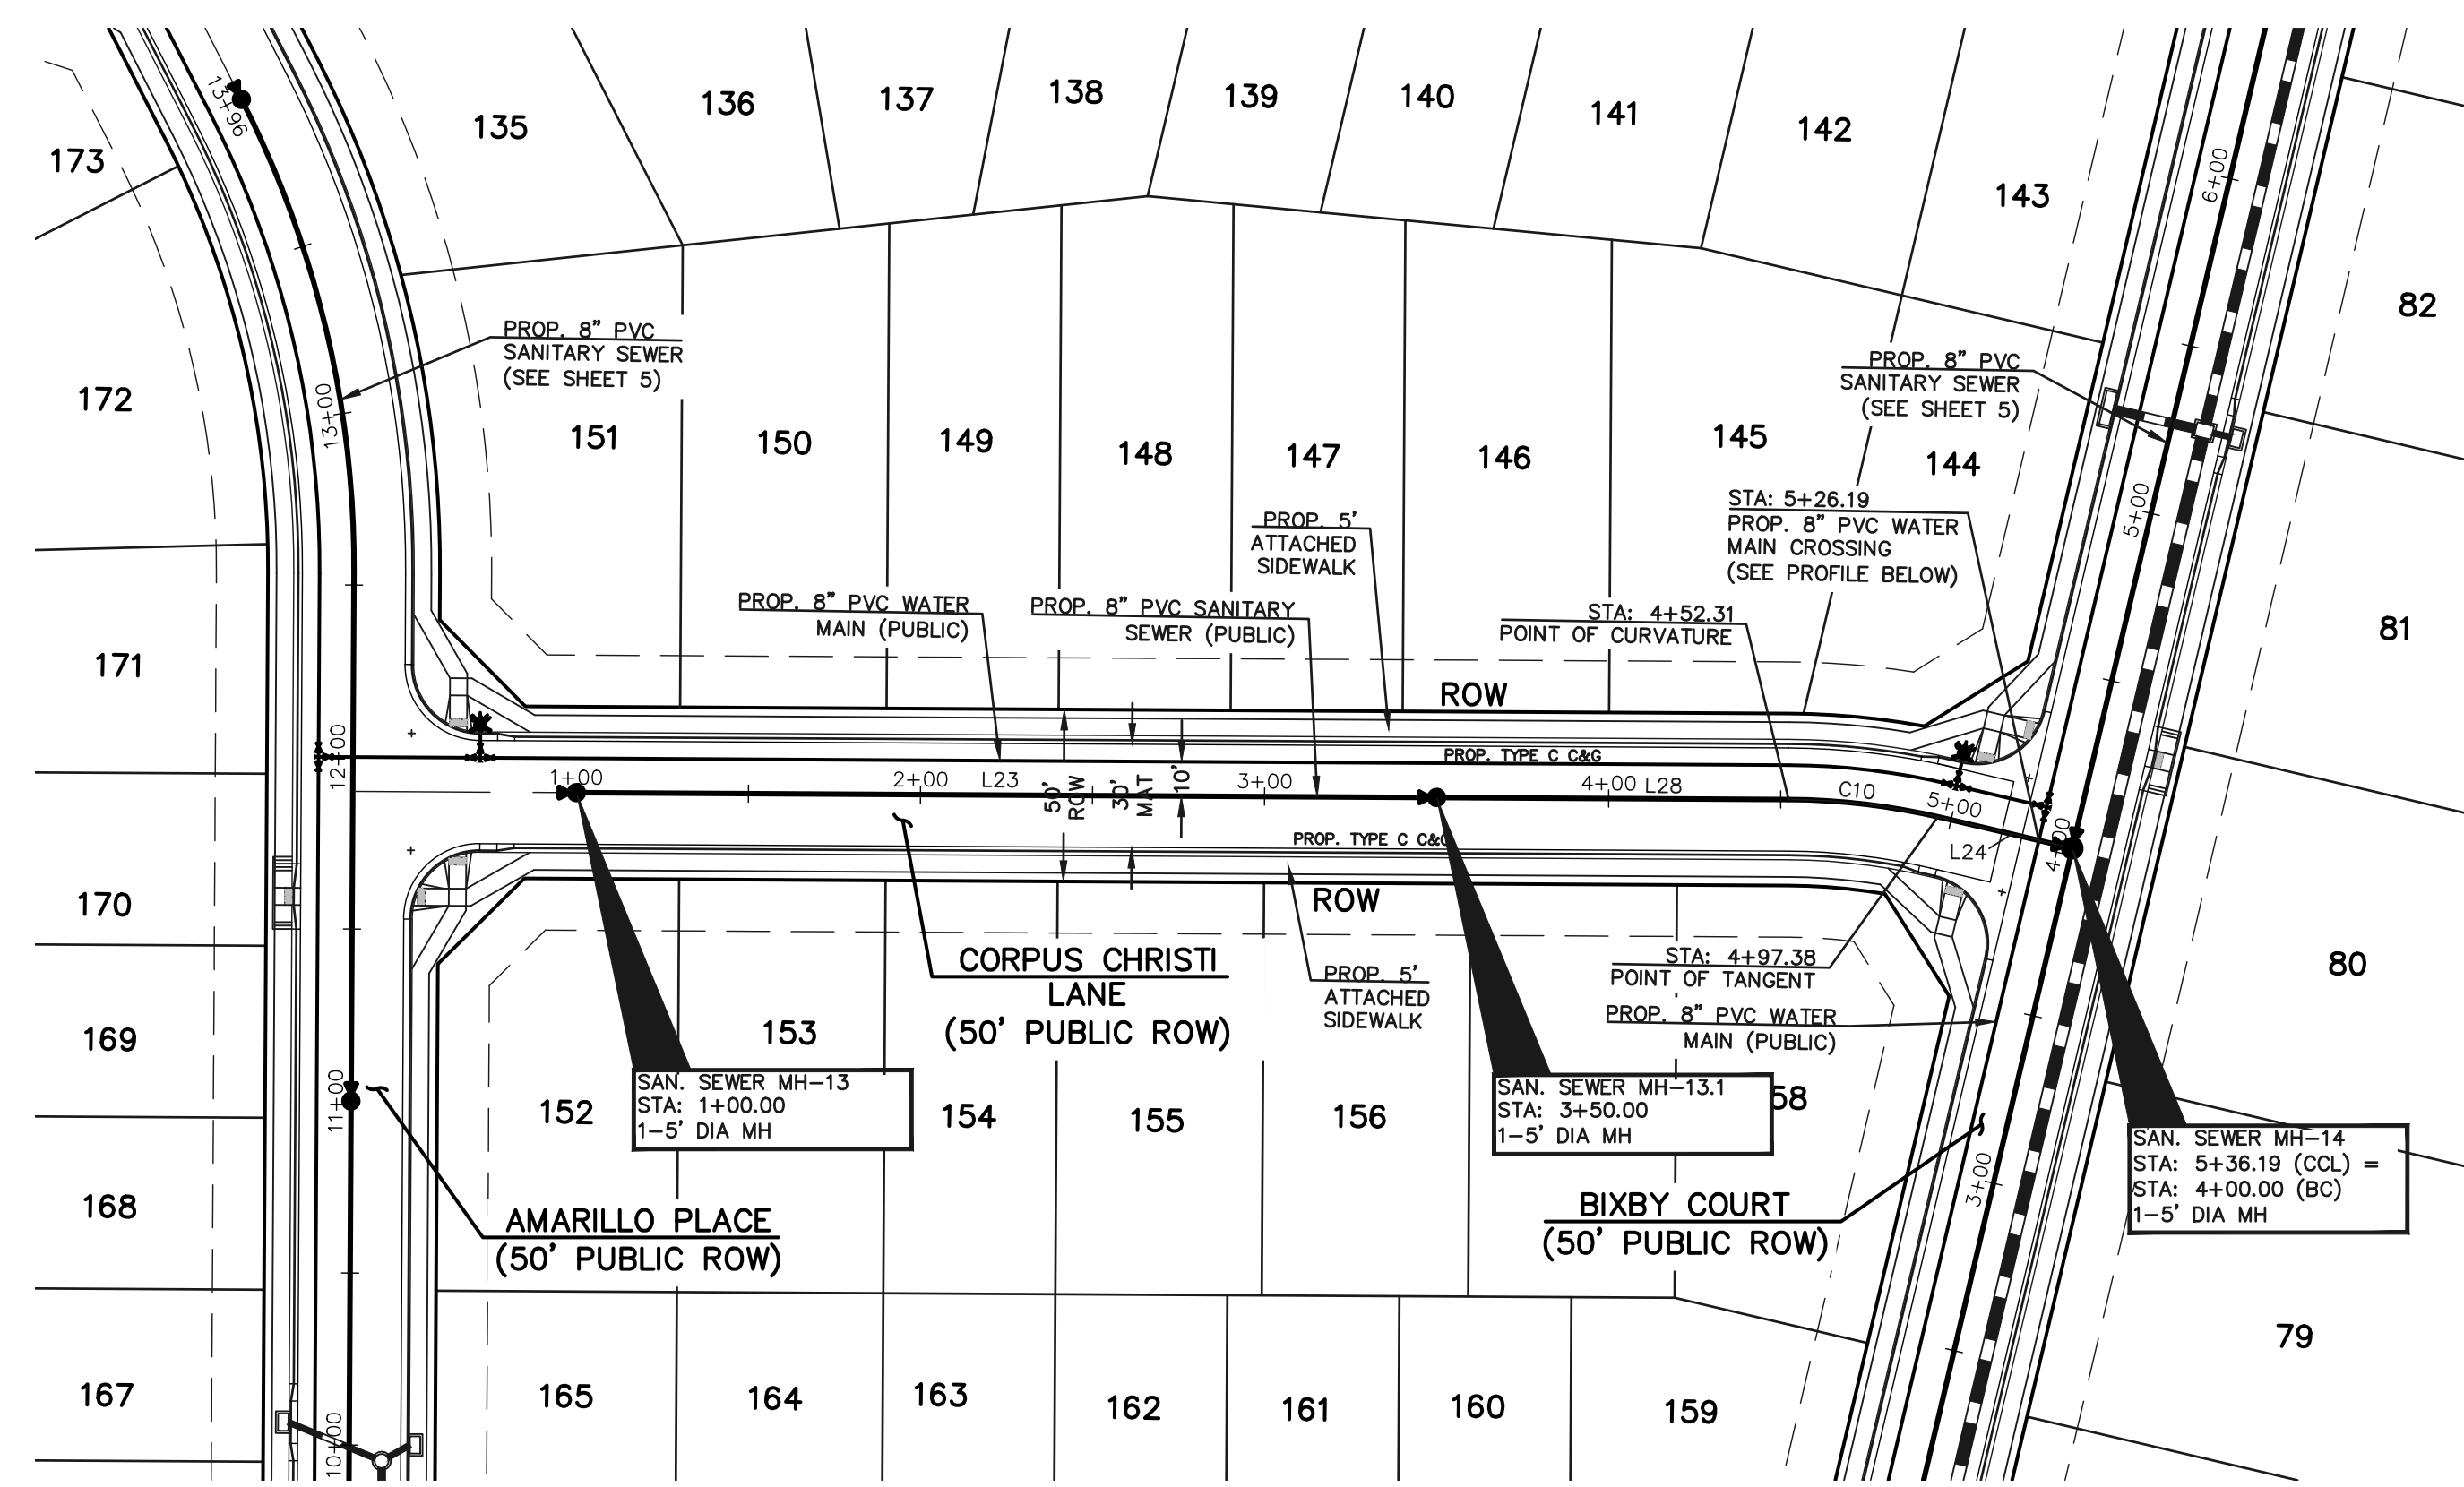 13+96
135
136
137
138
139
140
141
142
143
173
6+00
82
PROP. 8” PVC
SANITARY SEWER
(SEE SHEET 5)
PROP. 8” PVC
SANITARY SEWER
(SEE SHEET 5)
172
13+00
151
150
149
148
147
146
145
144
5+00
STA: 5+26.19
PROP. 8” PVC WATER
MAIN CROSSING
(SEE PROFILE BELOW)
PROP. 5’
ATTACHED
SIDEWALK
PROP. 8” PVC WATER
MAIN (PUBLIC)
PROP. 8” PVC SANITARY
SEWER (PUBLIC)
STA: 4+52.31
POINT OF CURVATURE
81
171
ROW
12+00
PROP. TYPE C C&G
1+00
2+00
L23
50’
ROW
30’
MAT
10’
3+00
4+00
L28
C10
5+00
4+00
L24
PROP. TYPE C C&G
170
ROW
CORPUS CHRISTI
LANE
(50’ PUBLIC ROW)
PROP. 5’
ATTACHED
SIDEWALK
STA: 4+97.38
POINT OF TANGENT
PROP. 8” PVC WATER
MAIN (PUBLIC)
80
169
11+00
153
152
SAN. SEWER MH-13
STA: 1+00.00
1-5’ DIA MH
154
155
156
SAN. SEWER MH-13.1
STA: 3+50.00
1-5’ DIA MH
58
SAN. SEWER MH-14
STA: 5+36.19 (CCL) =
STA: 4+00.00 (BC)
1-5’ DIA MH
168
AMARILLO PLACE
(50’ PUBLIC ROW)
BIXBY COURT
(50’ PUBLIC ROW)
3+00
79
167
10+00
165
164
163
162
161
160
159